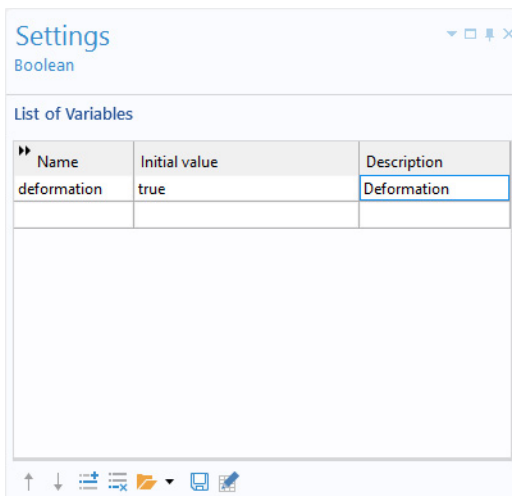 Settings
Boolean
List of Variables
Name Initial value Description
deformation true Deformation